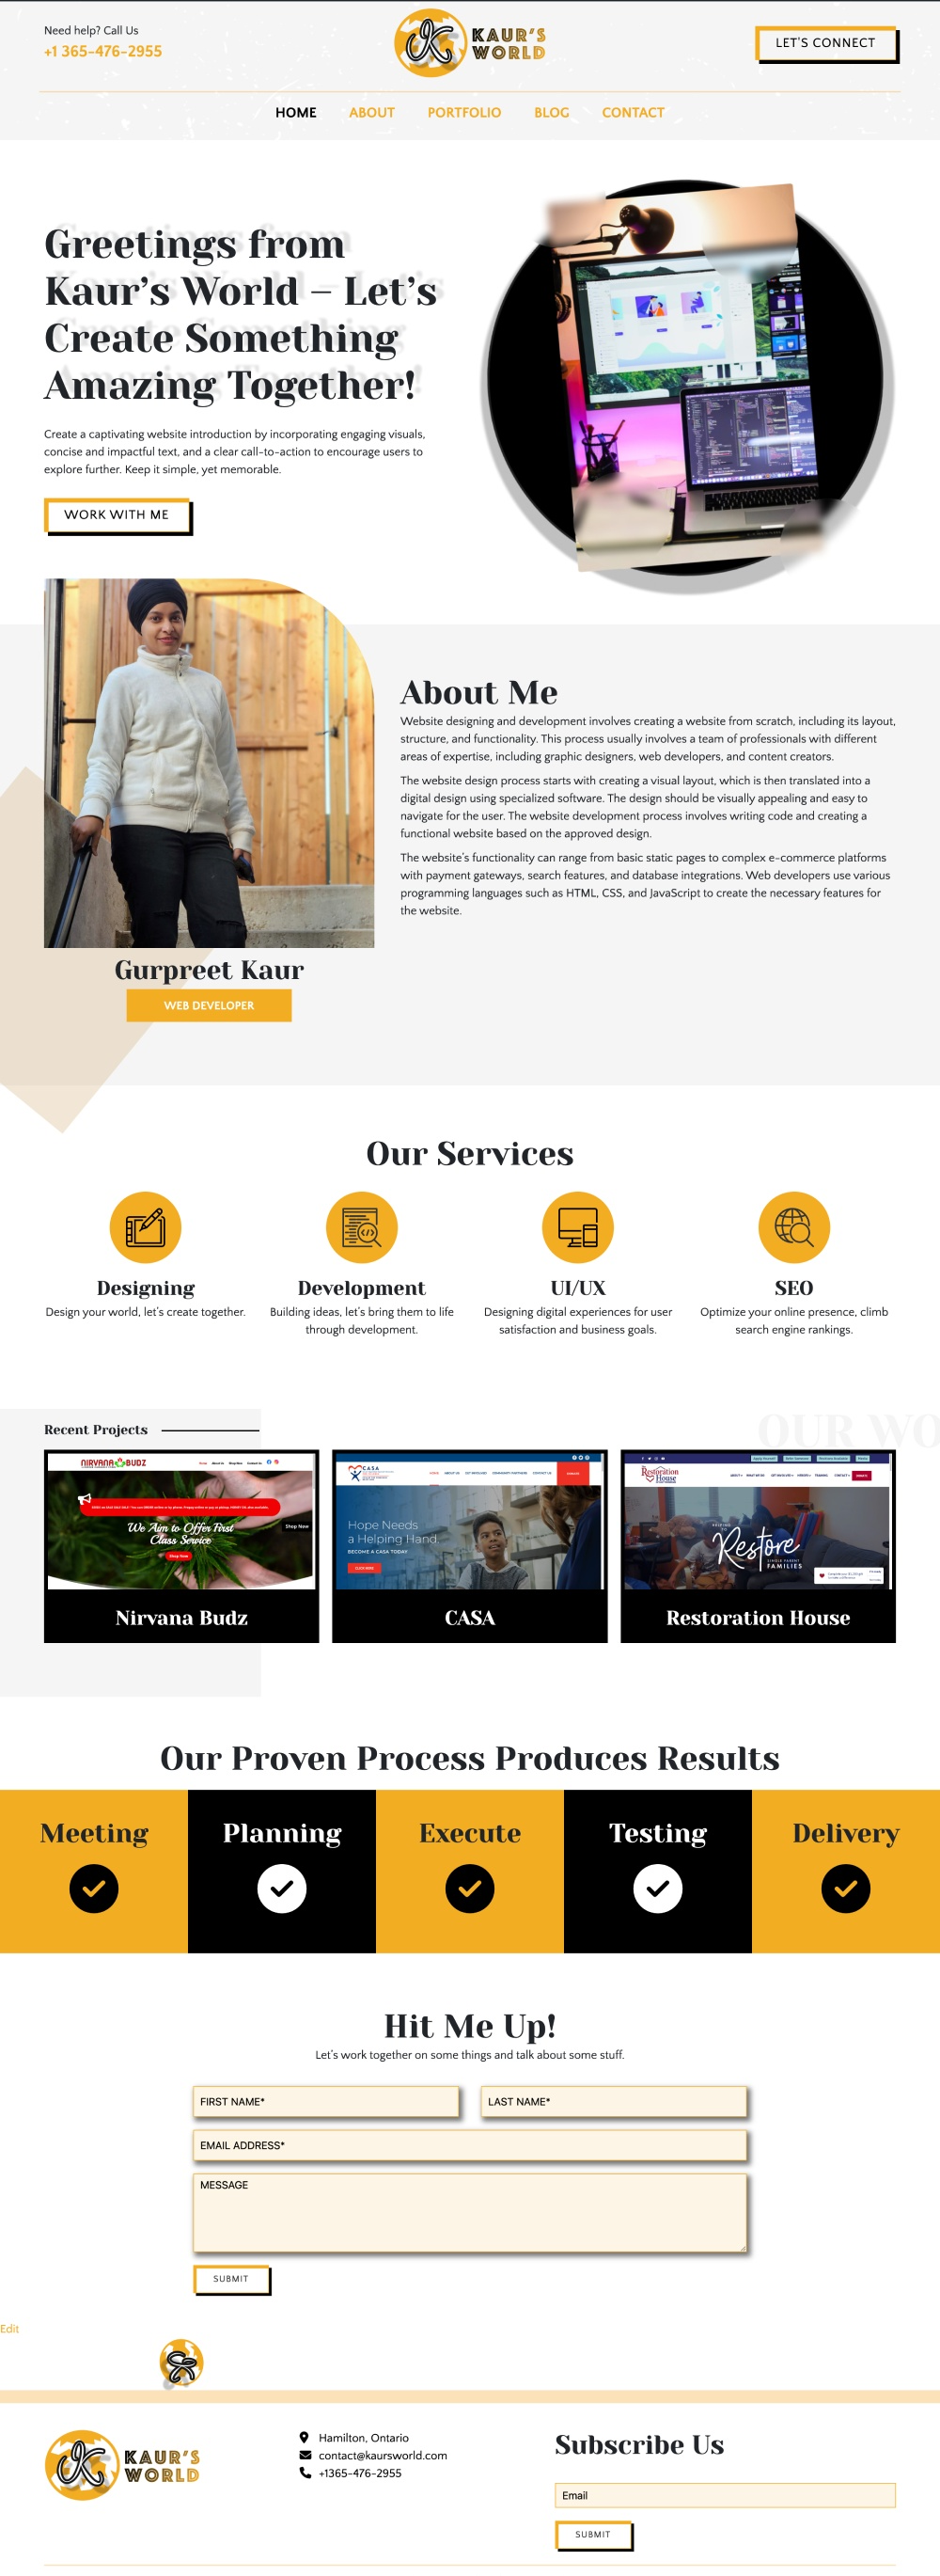 Need help? Call Us
+1 365-476-2955
KAUR'S
WORLD
LET'S CONNECT
HOME ABOUT PORTFOLIO BLOG CONTACT
Greetings from
Kaur's World – Let's
Create Something
Amazing Together!
Create a captivating website introduction by incorporating engaging visuals,
concise and impactful text, and a clear call-to-action to encourage users to
explore further. Keep it simple, yet memorable.
WORK WITH ME
About Me
Website designing and development involves creating a website from scratch, including its layout,
structure, and functionality. This process usually involves a team of professionals with different
areas of expertise, including graphic designers, web developers, and content creators.
The website design process starts with creating a visual layout, which is then translated into a
digital design using specialized software. The design should be visually appealing and easy to
navigate for the user. The website development process involves writing code and creating a
functional website based on the approved design.
The website's functionality can range from basic static pages to complex e-commerce platforms
with payment gateways, search features, and database integrations. Web developers use various
programming languages such as HTML, CSS, and JavaScript to create the necessary features for
the website.
Gurpreet Kaur
WEB DEVELOPER
Our Services
Designing
Design your world, let's create together.
Development
Building ideas, let's bring them to life
through development.
UI/UX
Designing digital experiences for user
satisfaction and business goals.
SEO
Optimize your online presence, climb
search engine rankings.
OUR WO
Recent Projects
NIRVANA BUDZ
We Aim to Offer First
Class Service
Shop Now
Shop Now
Nirvana Budz
CASA
Hope Needs
a Helping Hand.
BECOME A CASA TODAY
CASA
Restoration
House
Restore
SINGLE PARENT
FAMILIES
Restoration House
Our Proven Process Produces Results
Meeting
Planning
Execute
Testing
Delivery
Hit Me Up!
Let's work together on some things and talk about some stuff.
FIRST NAME* LAST NAME*
EMAIL ADDRESS*
MESSAGE
SUBMIT
Edit
KAUR'S
WORLD
Hamilton, Ontario
contact@kaursworld.com
+1365-476-2955
Subscribe Us
Email
SUBMIT